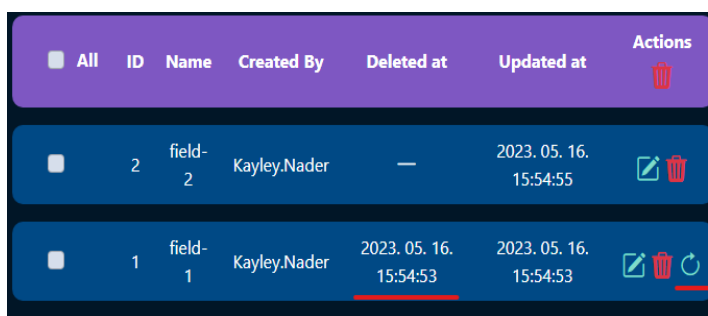 All ID Name Created By Deleted at Updated at Actions
2 field-2 Kayley.Nader — 2023. 05. 16. 15:54:55
1 field-1 Kayley.Nader 2023. 05. 16. 15:54:53 2023. 05. 16. 15:54:53